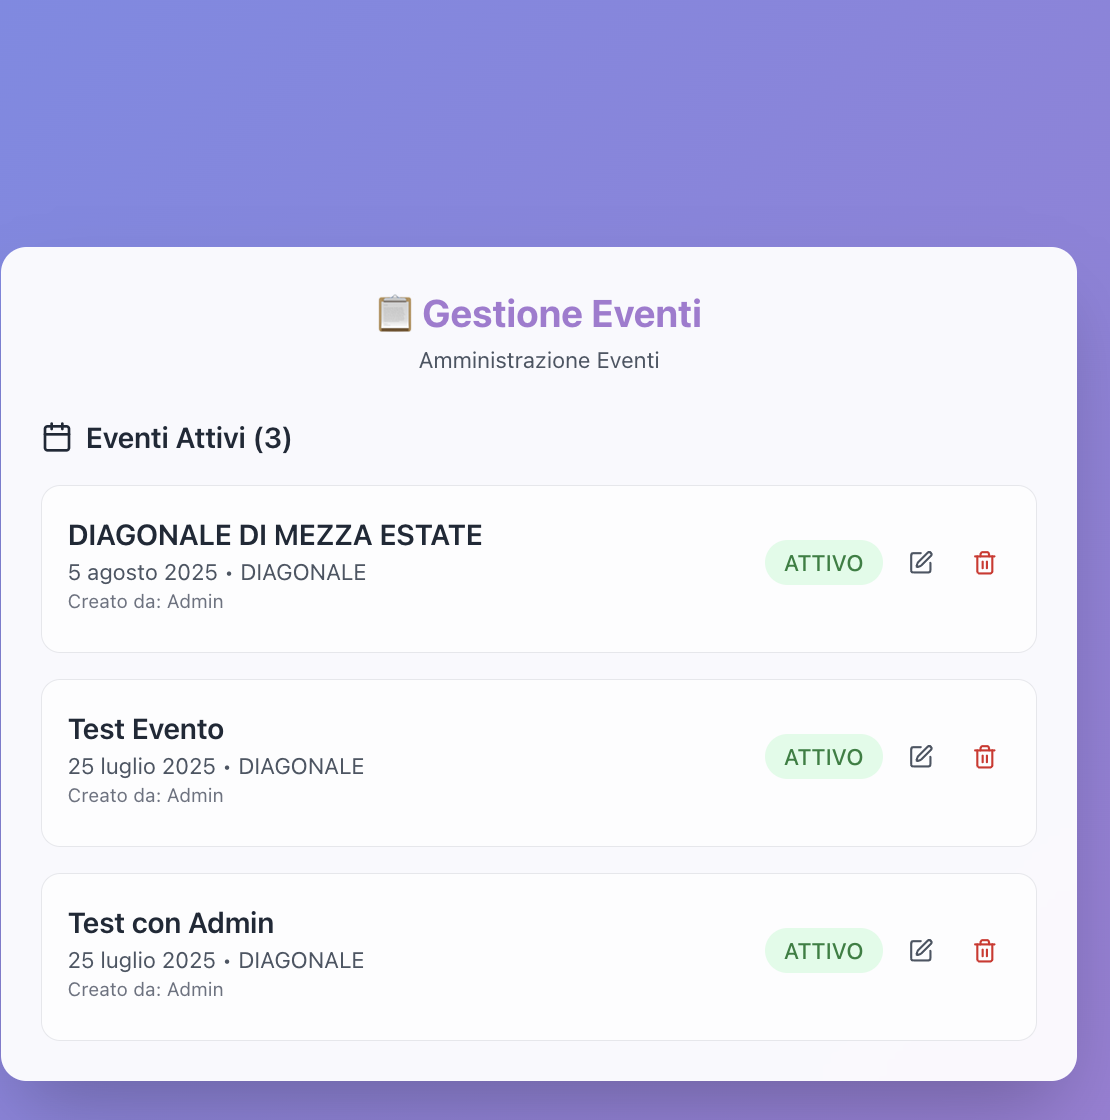 Gestione Eventi
Amministrazione Eventi
Eventi Attivi (3)
DIAGONALE DI MEZZA ESTATE
5 agosto 2025 • DIAGONALE
Creato da: Admin
ATTIVO
Test Evento
25 luglio 2025 • DIAGONALE
Creato da: Admin
ATTIVO
Test con Admin
25 luglio 2025 • DIAGONALE
Creato da: Admin
ATTIVO